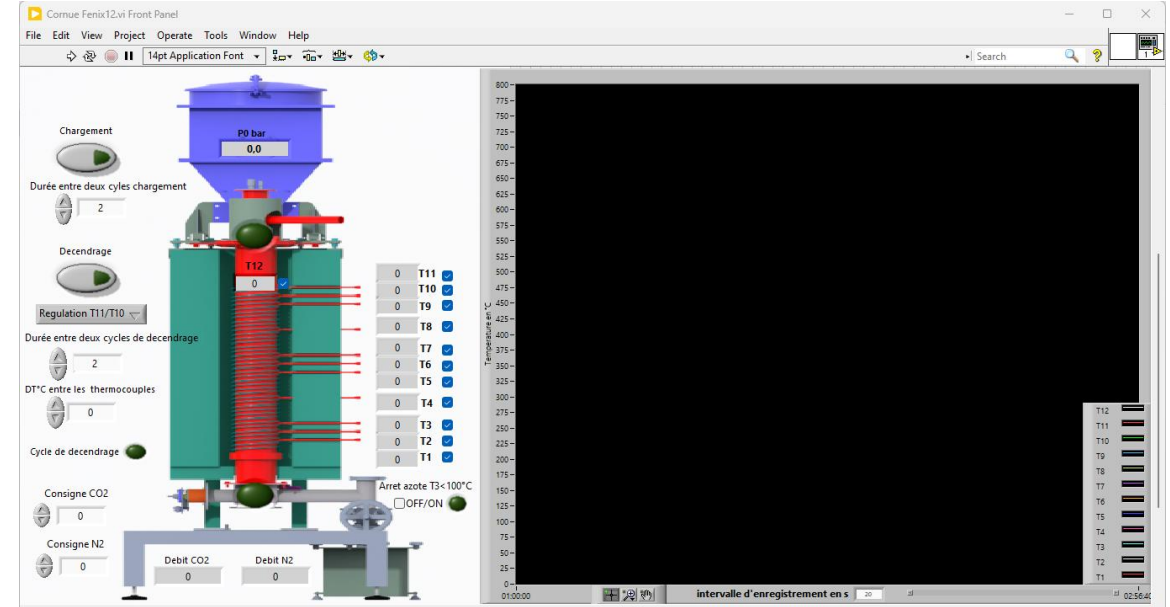 Cornue Fenix12.vi Front Panel
File Edit View Project Operate Tools Window Help
14pt Application Font
Search
1
Chargement
Durée entre deux cyles chargement
2
Decendrage
Regulation T11/T10
Durée entre deux cycles de decendrage
2
DT°C entre les thermocouples
0
Cycle de decendrage
Consigne CO2
0
Consigne N2
0
P0 bar
0,0
T12
0
0 T11
0 T10
0 T9
0 T8
0 T7
0 T6
0 T5
0 T4
0 T3
0 T2
0 T1
Arret azote T3<100°C
OFF/ON
Debit CO2
0
Debit N2
0
Temperature en °C
800
775
750
725
700
675
650
625
600
575
550
525
500
475
450
425
400
375
350
325
300
275
250
225
200
175
150
125
100
75
50
25
0
01:00:00
02:56:40
T12
T11
T10
T9
T8
T7
T6
T5
T4
T3
T2
T1
intervalle d'enregistrement en s 20